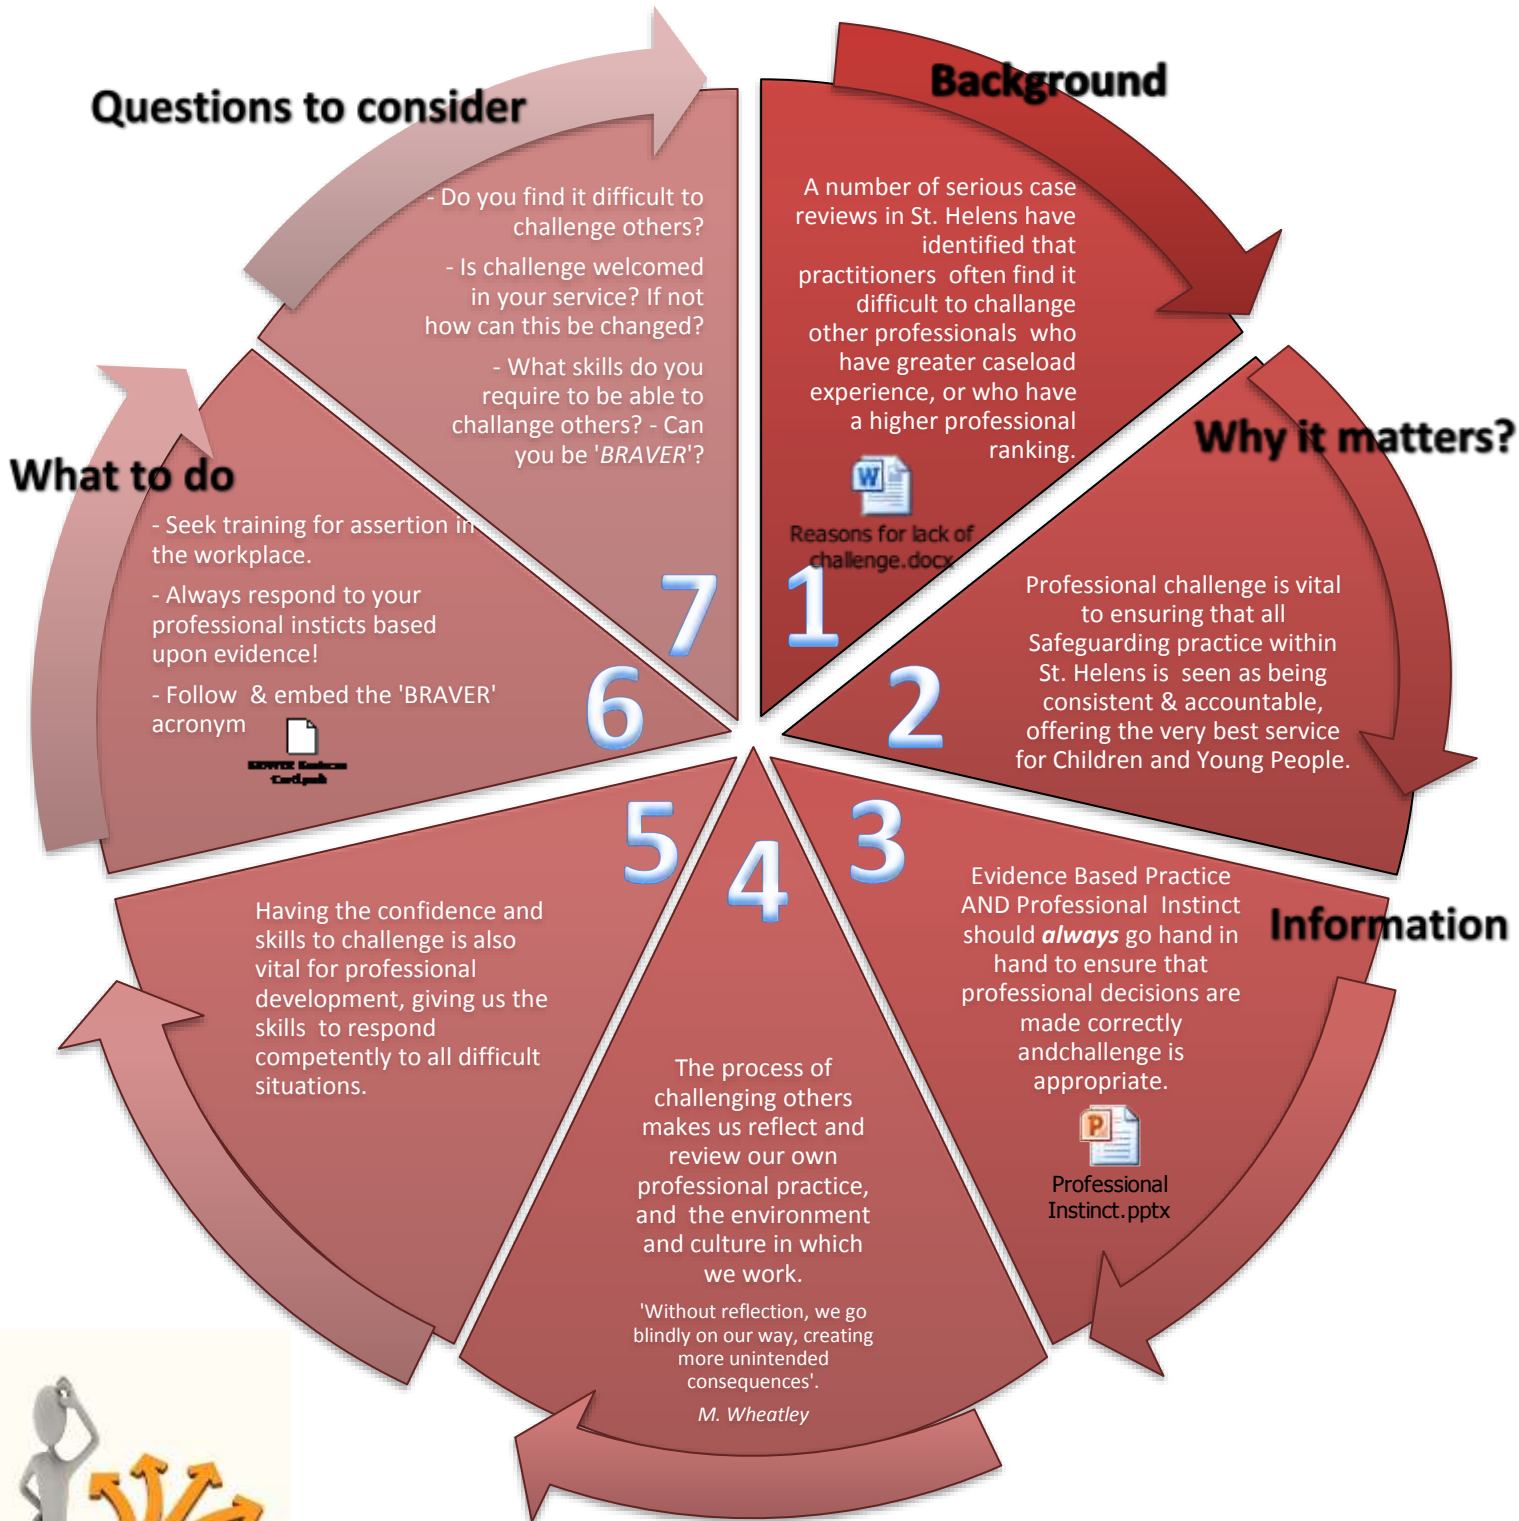 Background
A number of serious case
reviews in St. Helens have
identified that
practitioners often find it
difficult to challange
other professionals who
have greater caseload
experience, or who have
a higher professional
ranking.
Reasons for lack of
challenge.docx
1
Why it matters?
Professional challenge is vital
to ensuring that all
Safeguarding practice within
St. Helens is seen as being
consistent & accountable,
offering the very best service
for Children and Young People.
2
Information
Evidence Based Practice
AND Professional Instinct
should always go hand in
hand to ensure that
professional decisions are
made correctly
andchallenge is
appropriate.
P
Professional
Instinct.pptx
3
The process of
challenging others
makes us reflect and
review our own
professional practice,
and the environment
and culture in which
we work.
'Without reflection, we go
blindly on our way, creating
more unintended
consequences'.
M. Wheatley
4
Having the confidence and
skills to challenge is also
vital for professional
development, giving us the
skills to respond
competently to all difficult
situations.
5
What to do
- Seek training for assertion in
the workplace.
- Always respond to your
professional insticts based
upon evidence!
- Follow & embed the 'BRAVER'
acronym
6
Questions to consider
- Do you find it difficult to
challenge others?
- Is challenge welcomed
in your service? If not
how can this be changed?
- What skills do you
require to be able to
challange others? - Can
you be 'BRAVER'?
7
W